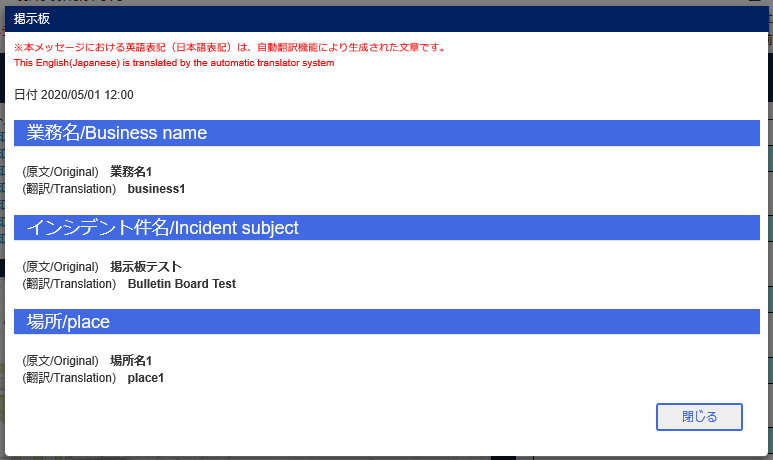 掲示板
※本メッセージにおける英語表記（日本語表記）は、自動翻訳機能により生成された文章です。
This English(Japanese) is translated by the automatic translator system
日付 2020/05/01 12:00
業務名/Business name
(原文/Original) 業務名1
(翻訳/Translation) business1
インシデント件名/Incident subject
(原文/Original) 掲示板テスト
(翻訳/Translation) Bulletin Board Test
場所/place
(原文/Original) 場所名1
(翻訳/Translation) place1
閉じる